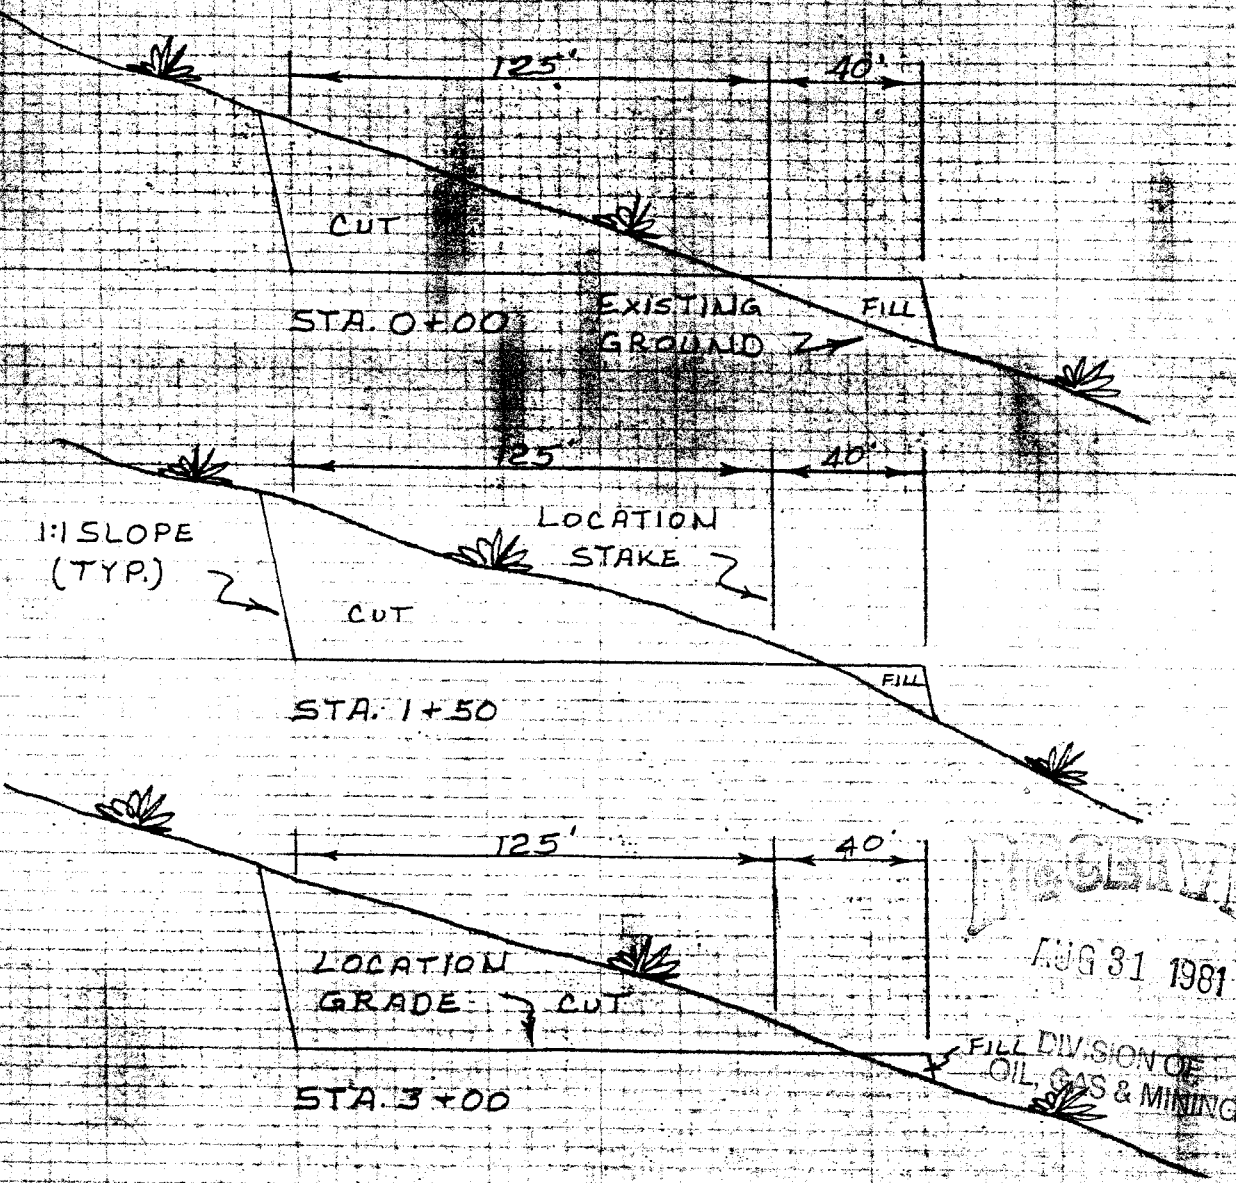 125' 40'
CUT
STA. 0+00
EXISTING
GROUND
FILL
125' 40'
1:1 SLOPE
(TYP.)
LOCATION
STAKE
CUT
FILL
STA. 1+50
125' 40'
LOCATION
GRADE
CUT
FILL
STA. 3+00
AUG 31 1981
DIVISION OF
OIL, GAS & MINING